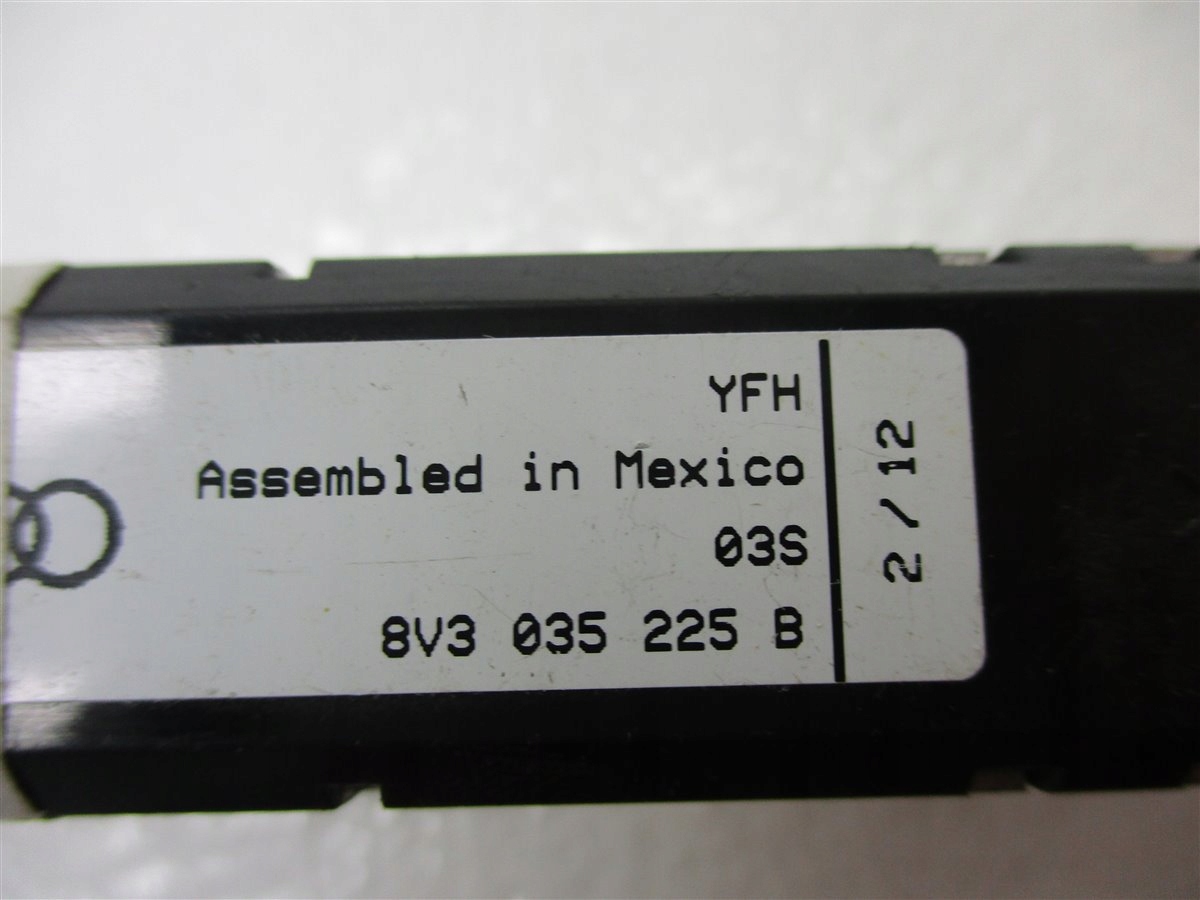 YFH
Assembled in Mexico
03S
8V3 035 225 B
2/12